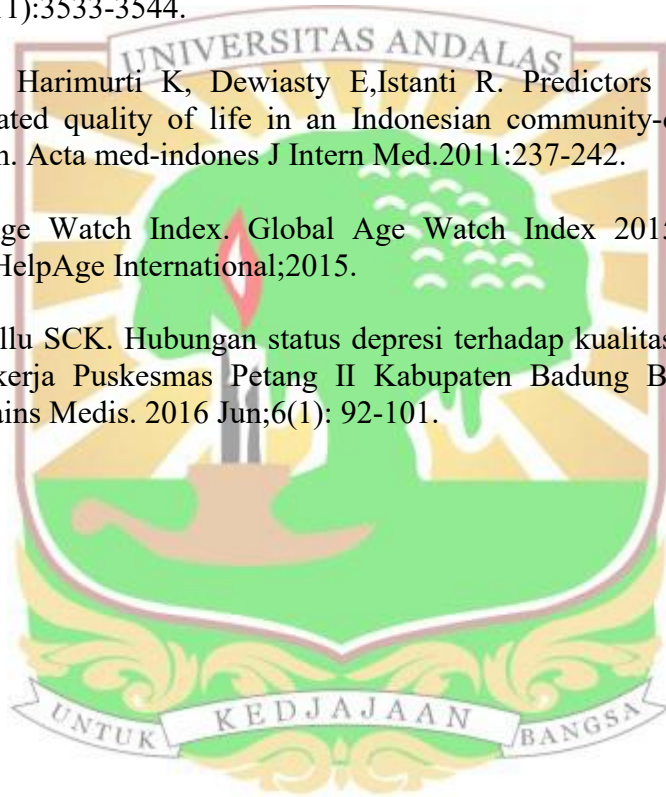 11):3533-3544.
UNIVERSITAS ANDALAS
Harimurti K, Dewiasty E,Istanti R. Predictors
ated quality of life in an Indonesian community-
n. Acta med-indones J Intern Med.2011:237-242.
ge Watch Index. Global Age Watch Index 2015
HelpAge International;2015.
llu SCK. Hubungan status depresi terhadap kualitas
kerja Puskesmas Petang II Kabupaten Badung B
ains Medis. 2016 Jun;6(1): 92-101.
UNTUK KEDJAJAAN BANGSA